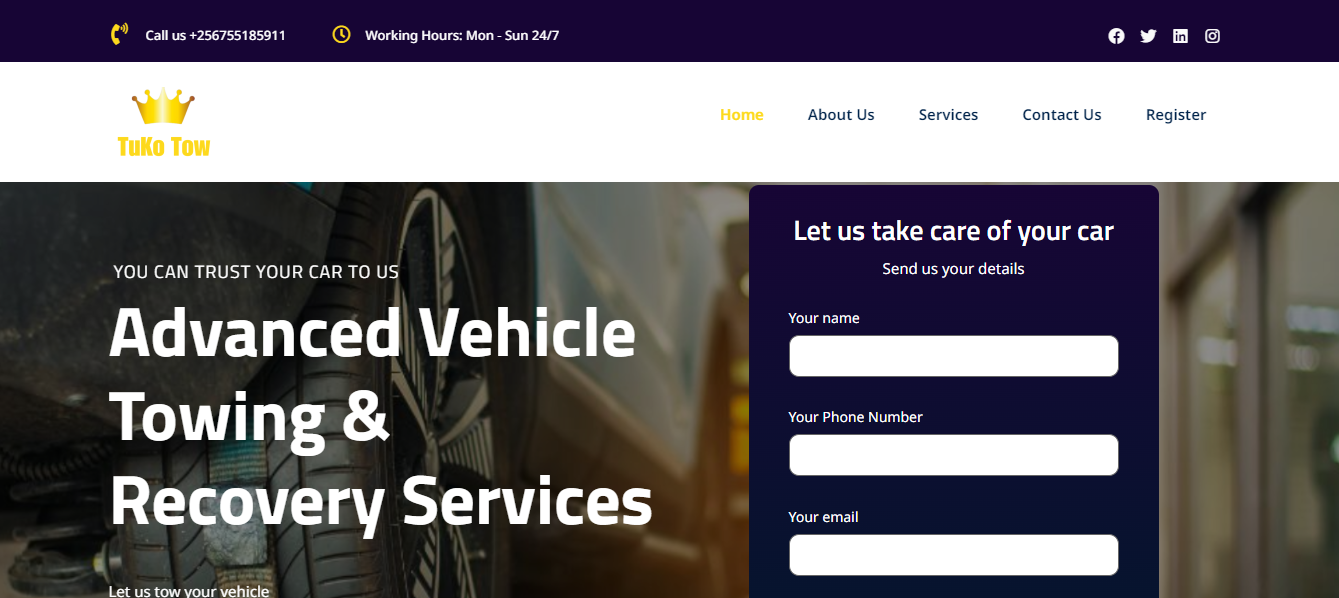 Call us +256755185911
Working Hours: Mon - Sun 24/7
TuKo Tow
Home
About Us
Services
Contact Us
Register
YOU CAN TRUST YOUR CAR TO US
Advanced Vehicle
Towing &
Recovery Services
Let us tow your vehicle
Let us take care of your car
Send us your details
Your name
Your Phone Number
Your email